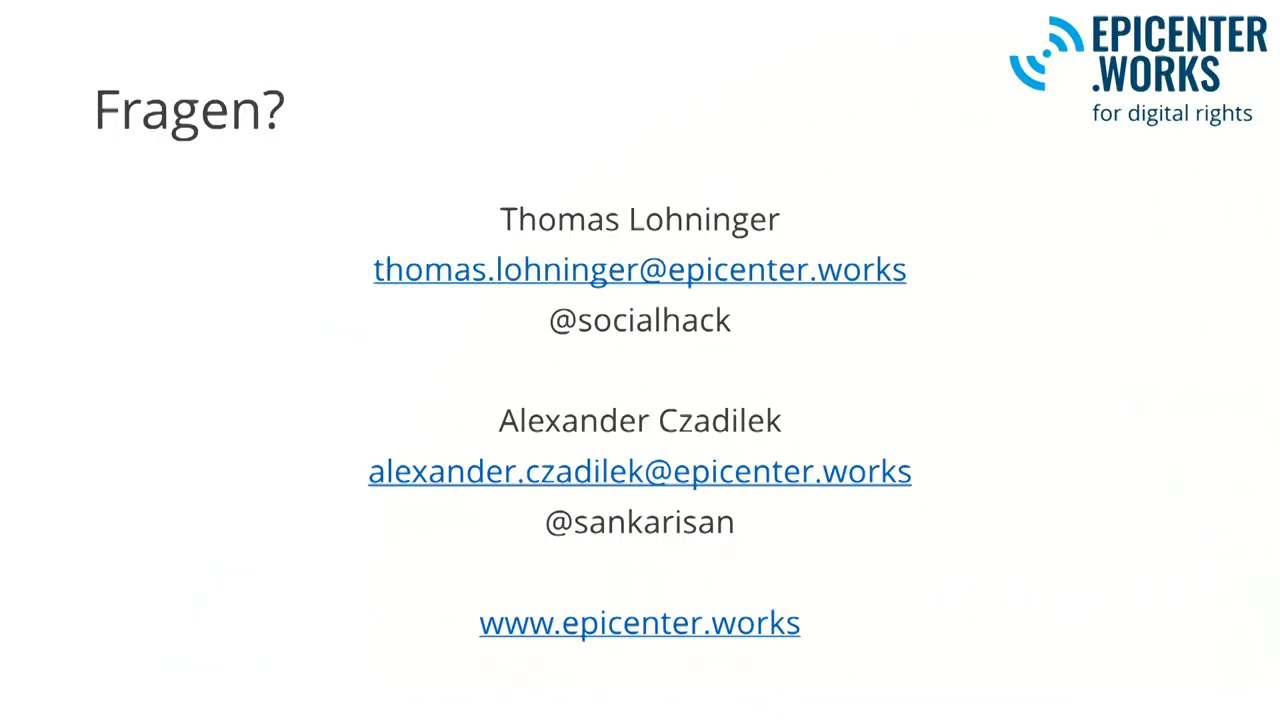 EPICENTER
.WORKS
for digital rights
Fragen?
Thomas Lohninger
thomas.lohninger@epicenter.works
@socialhack
Alexander Czadilek
alexander.czadilek@epicenter.works
@sankarisan
www.epicenter.works